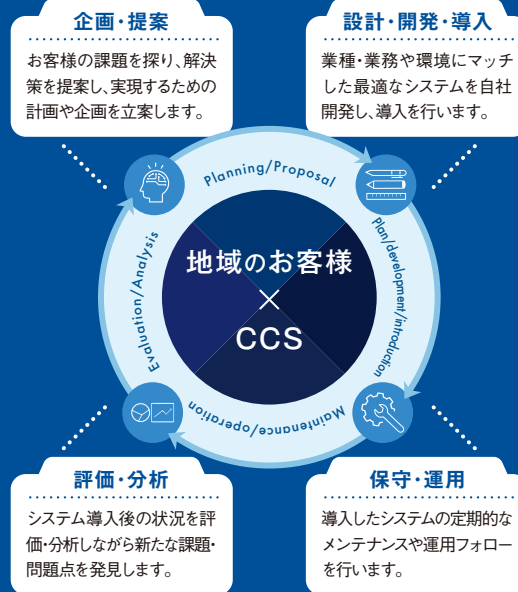 企画・提案
お客様の課題を探り、解決
策を提案し、実現するための
計画や企画を立案します。
設計・開発・導入
業種・業務や環境にマッチ
した最適なシステムを自社
開発し、導入を行います。
Planning/Proposal
Plan/development/introduction
Maintenance/operation
Evaluation/Analysis
地域のお客様
×
CCS
評価・分析
システム導入後の状況を評
価・分析しながら新たな課題・
問題点を発見します。
保守・運用
導入したシステムの定期的な
メンテナンスや運用フォロー
を行います。